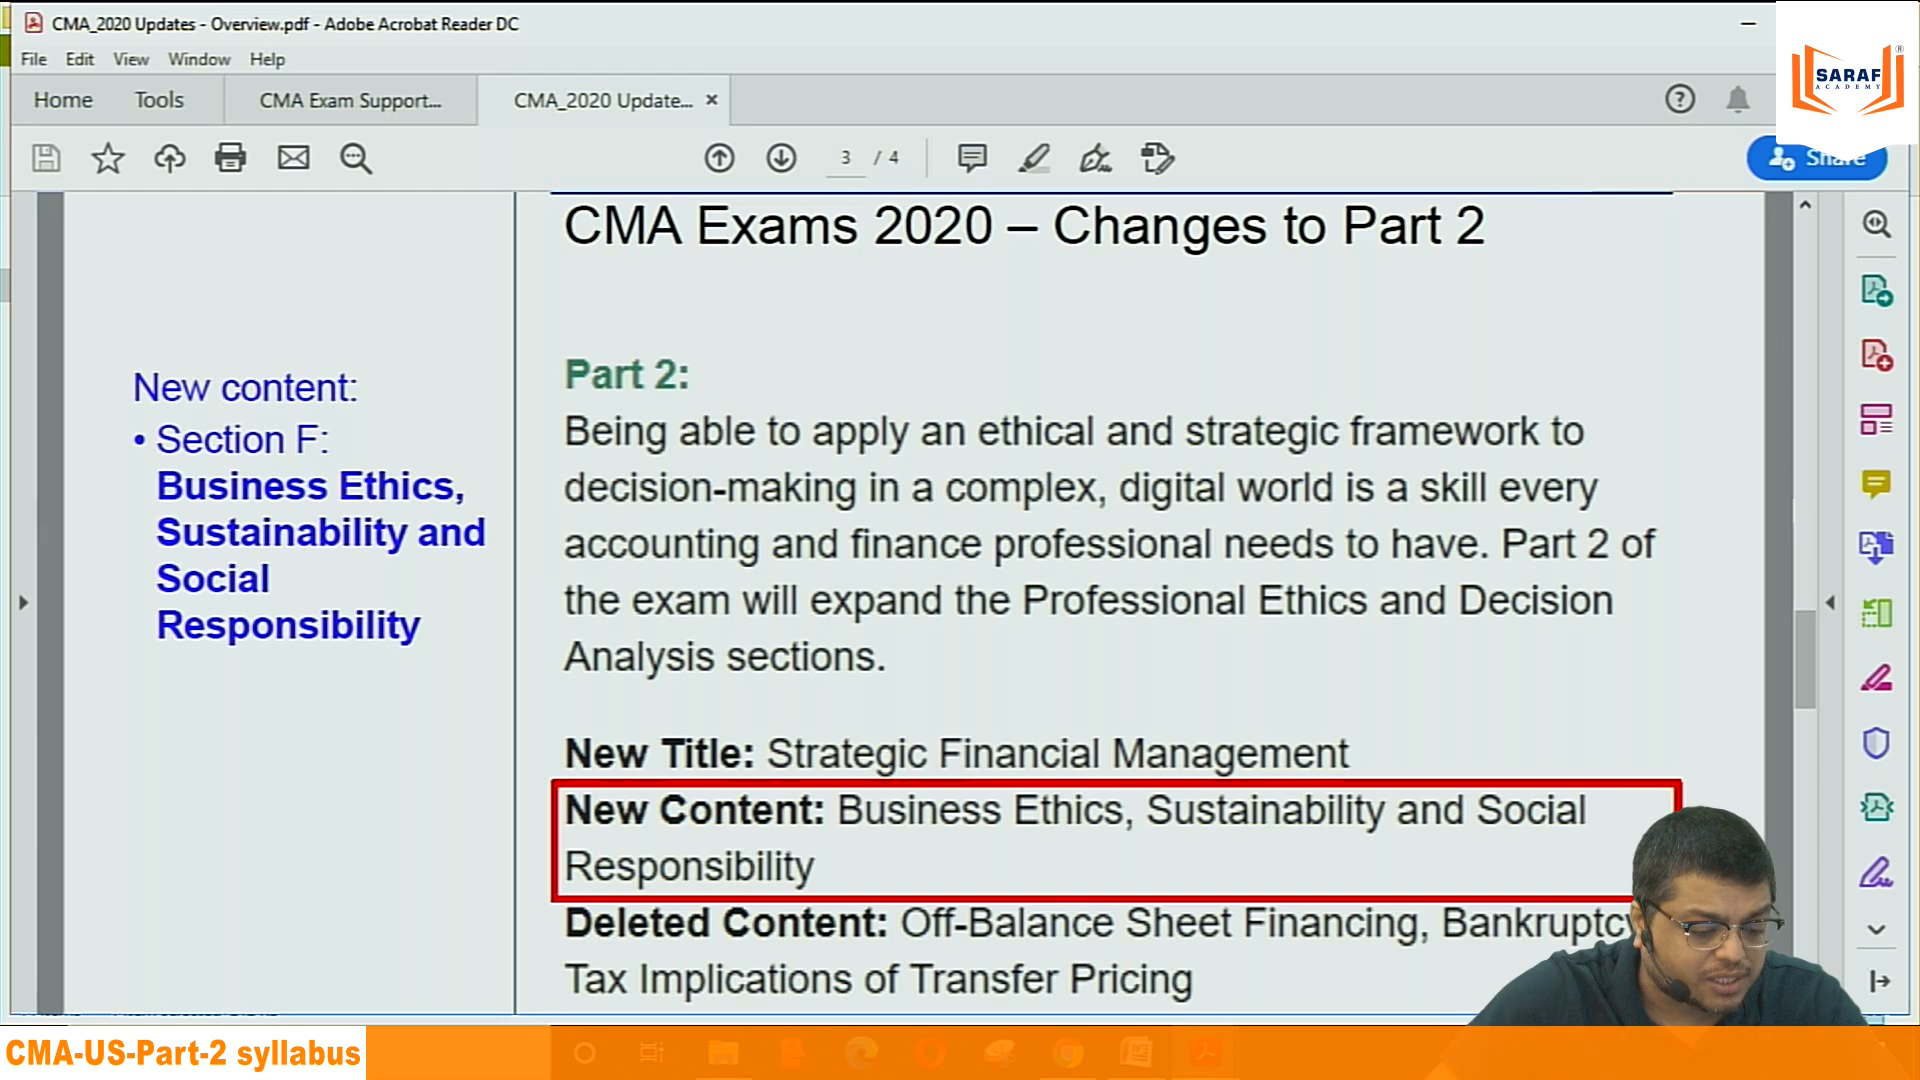 CMA_2020 Updates - Overview.pdf - Adobe Acrobat Reader DC
File Edit View Window Help
Home Tools CMA Exam Support... CMA_2020 Update... ×
3 / 4
Share
SARAF
ACADEMY
®
CMA Exams 2020 – Changes to Part 2
New content:
• Section F:
Business Ethics,
Sustainability and
Social
Responsibility
Part 2:
Being able to apply an ethical and strategic framework to
decision-making in a complex, digital world is a skill every
accounting and finance professional needs to have. Part 2 of
the exam will expand the Professional Ethics and Decision
Analysis sections.
New Title: Strategic Financial Management
New Content: Business Ethics, Sustainability and Social
Responsibility
Deleted Content: Off-Balance Sheet Financing, Bankruptcy
Tax Implications of Transfer Pricing
CMA-US-Part-2 syllabus